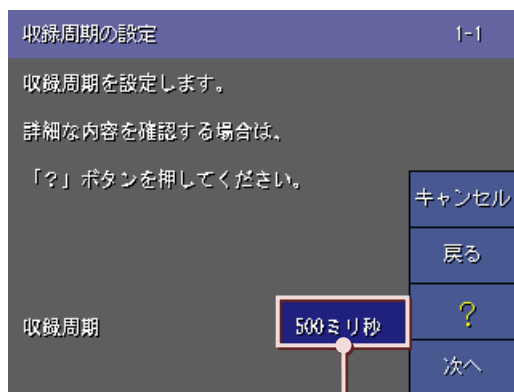 収録周期の設定 1-1
収録周期を設定します。
詳細な内容を確認する場合は、
「?」ボタンを押してください。
キャンセル
戻る
?
収録周期 500ミリ秒
次へ